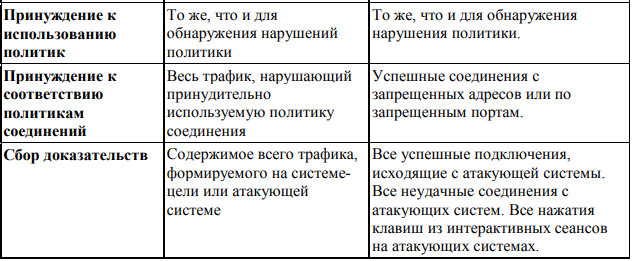 Принуждение к
использованию
политик
То же, что и для
обнаружения нарушений
политики
То же, что и для обнаружения
нарушения политики.
Принуждение к
соответствию
политикам
соединений
Весь трафик, нарушающий
принудительно
используемую политику
соединения
Успешные соединения с
запрещенных адресов или по
запрещенным портам.
Сбор доказательств
Содержимое всего трафика,
формируемого на системе-
цели или атакующей
системе
Все успешные подключения,
исходящие с атакующей системы.
Все неудачные соединения с
атакующих систем. Все нажатия
клавиш из интерактивных сеансов
на атакующих системах.